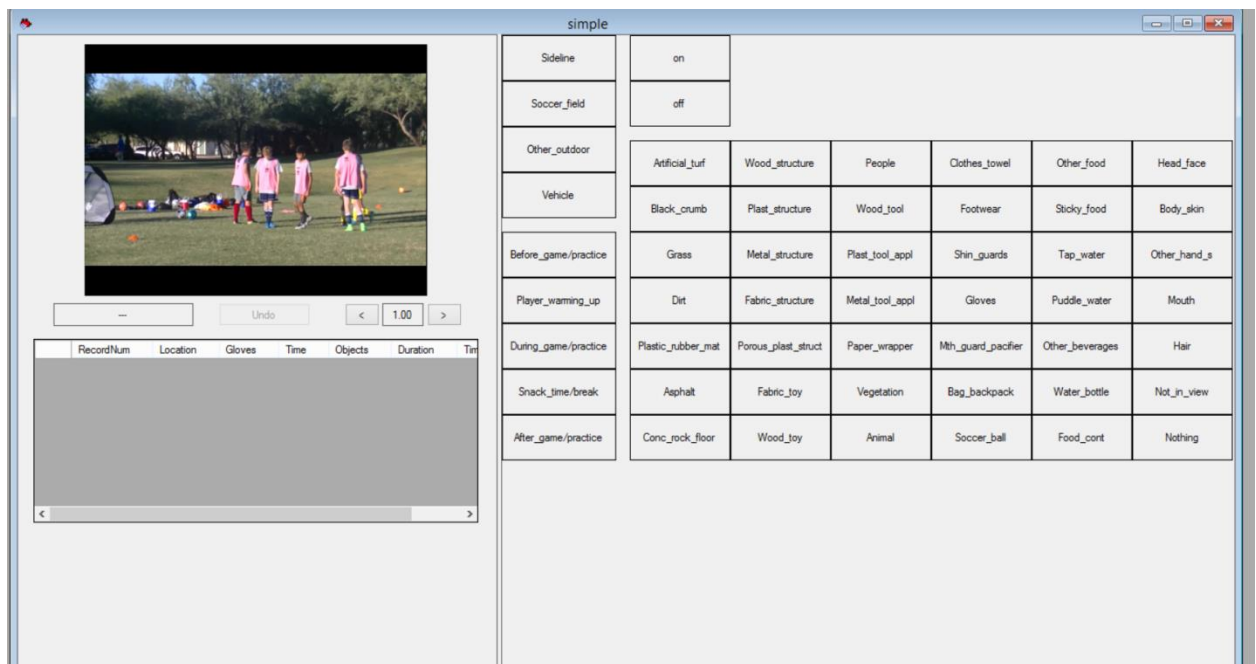 simple
--- Undo < 1.00 >
RecordNum Location Gloves Time Objects Duration Tim
< >
Sideline
Soccer_field
Other_outdoor
Vehicle
Before_game/practice
Player_warming_up
During_game/practice
Snack_time/break
After_game/practice
on
off
Artificial_turf Wood_structure People Clothes_towel Other_food Head_face
Black_crumb Plast_structure Wood_tool Footwear Sticky_food Body_skin
Grass Metal_structure Plast_tool_appl Shin_guards Tap_water Other_hand_s
Dirt Fabric_structure Metal_tool_appl Gloves Puddle_water Mouth
Plastic_rubber_mat Porous_plast_struct Paper_wrapper Mth_guard_pacifier Other_beverages Hair
Asphalt Fabric_toy Vegetation Bag_backpack Water_bottle Not_in_view
Conc_rock_floor Wood_toy Animal Soccer_ball Food_cont Nothing